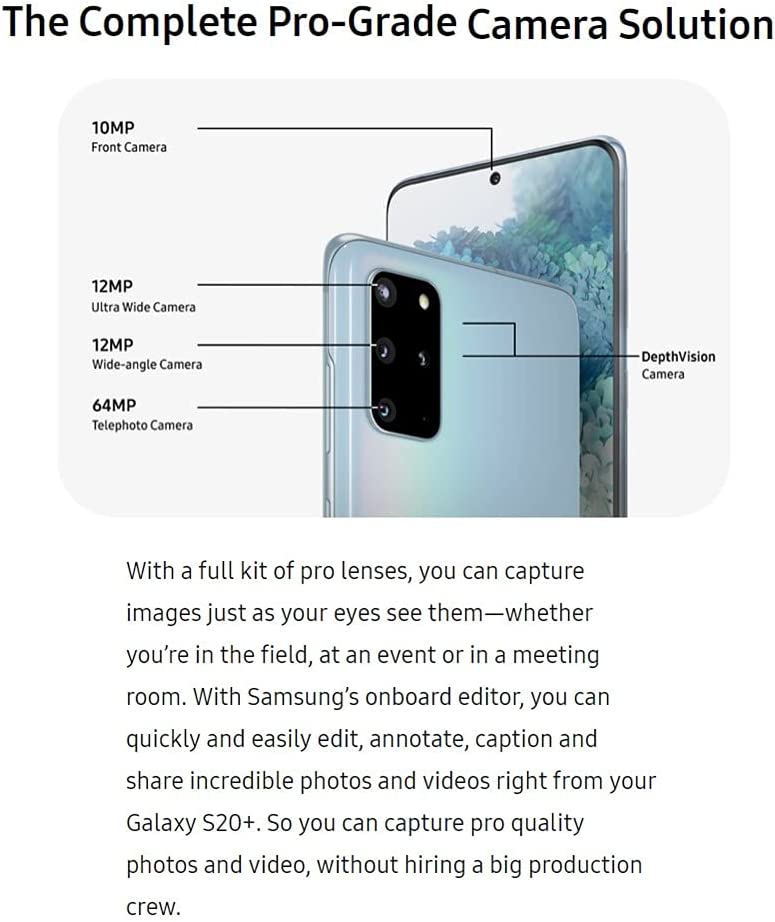 The Complete Pro-Grade Camera Solution
10MP
Front Camera
12MP
Ultra Wide Camera
12MP
Wide-angle Camera
64MP
Telephoto Camera
DepthVision
Camera
With a full kit of pro lenses, you can capture
images just as your eyes see them—whether
you’re in the field, at an event or in a meeting
room. With Samsung’s onboard editor, you can
quickly and easily edit, annotate, caption and
share incredible photos and videos right from your
Galaxy S20+. So you can capture pro quality
photos and video, without hiring a big production
crew.